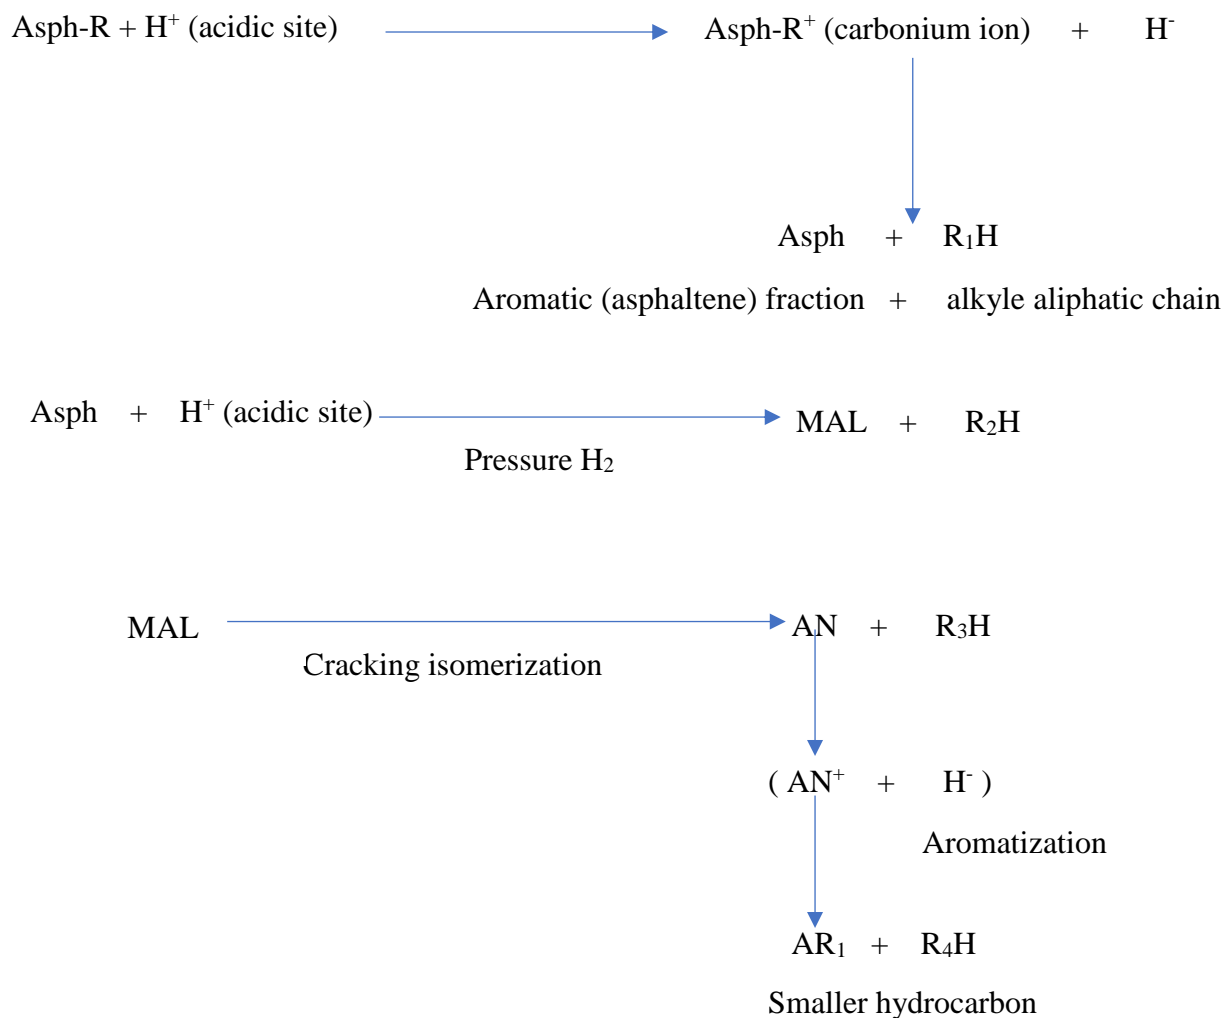 Asph-R + H⁺ (acidic site) Asph-R⁺ (carbonium ion) + H⁻
Asph + R₁H
Aromatic (asphaltene) fraction + alkyle aliphatic chain
Asph + H⁺ (acidic site) MAL + R₂H
Pressure H₂
MAL AN + R₃H
Cracking isomerization
( AN⁺ + H⁻ )
Aromatization
AR₁ + R₄H
Smaller hydrocarbon